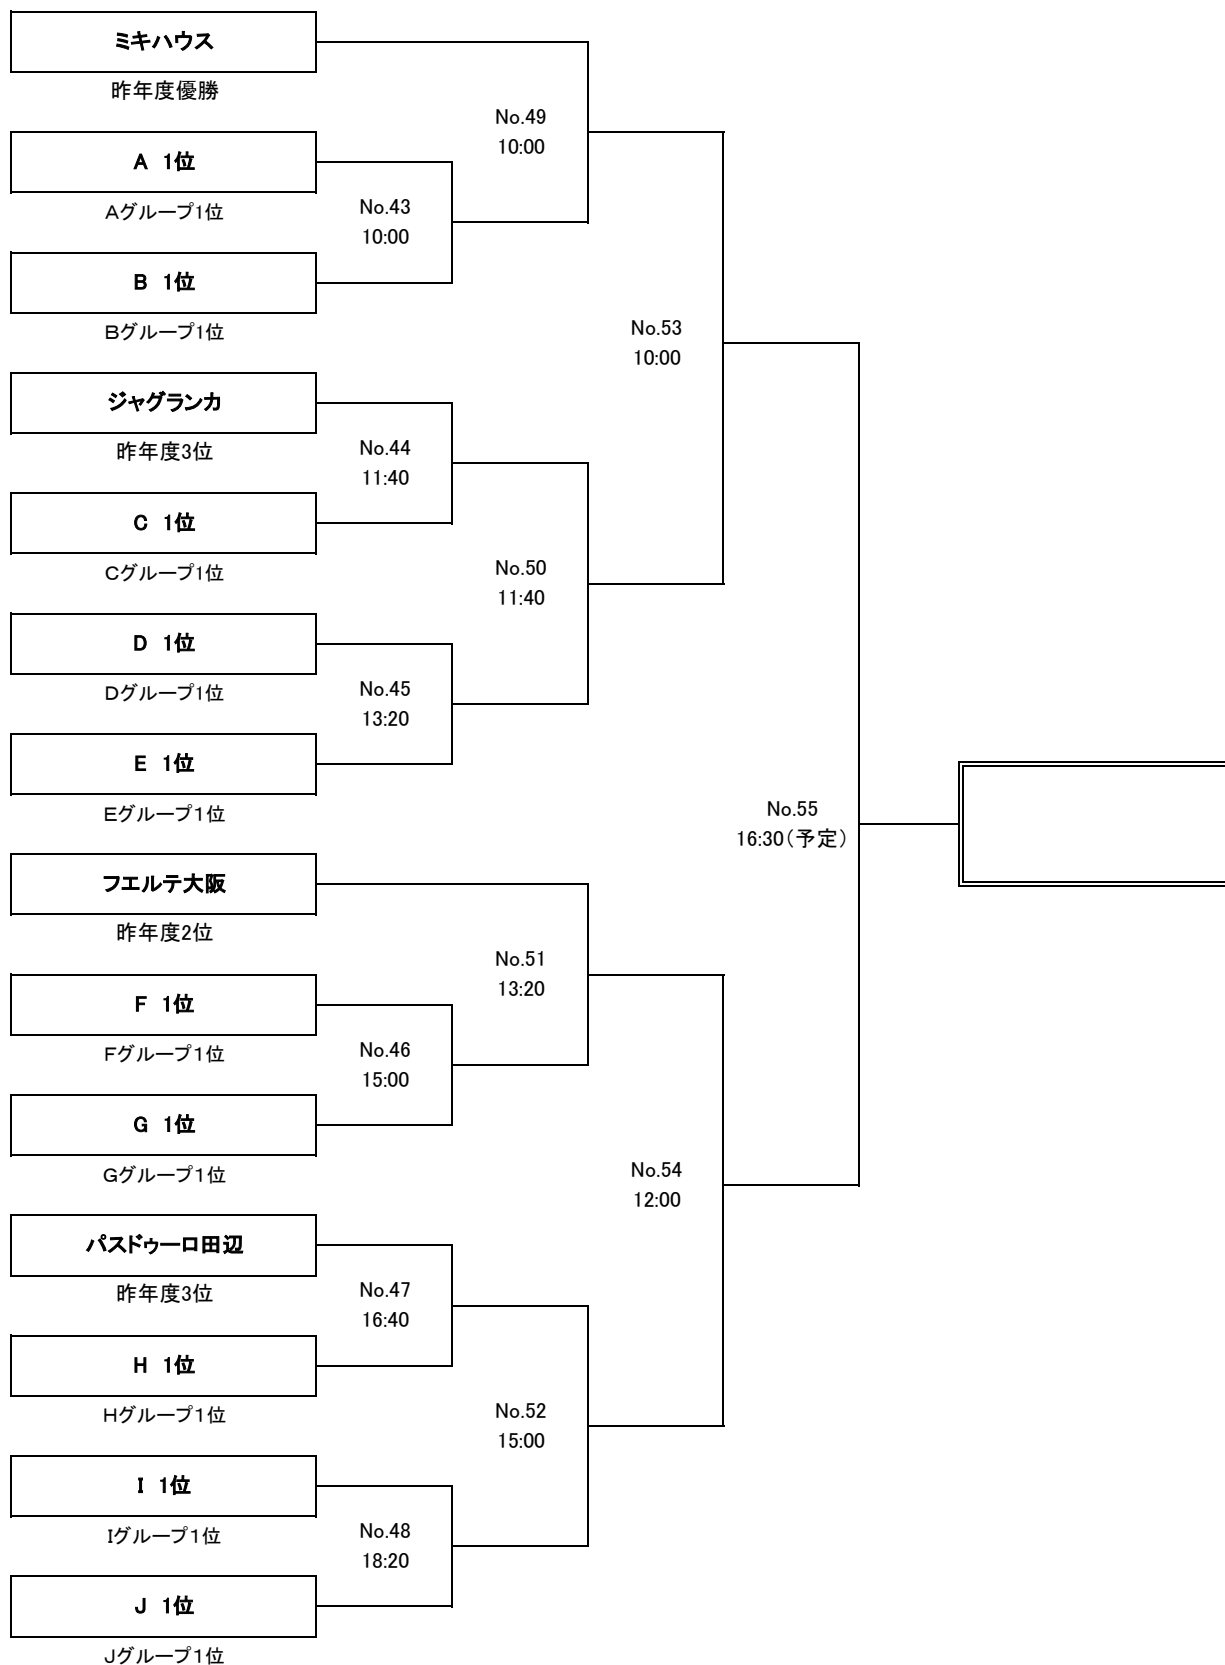 ミキハウス
昨年度優勝
No.49
10:00
A 1位
Aグループ1位
No.43
10:00
B 1位
Bグループ1位
No.53
10:00
ジャグランカ
昨年度3位
No.44
11:40
C 1位
Cグループ1位
No.50
11:40
D 1位
Dグループ1位
No.45
13:20
E 1位
Eグループ1位
No.55
16:30(予定)
フエルテ大阪
昨年度2位
No.51
13:20
F 1位
Fグループ1位
No.46
15:00
G 1位
Gグループ1位
No.54
12:00
パスドゥーロ田辺
昨年度3位
No.47
16:40
H 1位
Hグループ1位
No.52
15:00
I 1位
Iグループ1位
No.48
18:20
J 1位
Jグループ1位